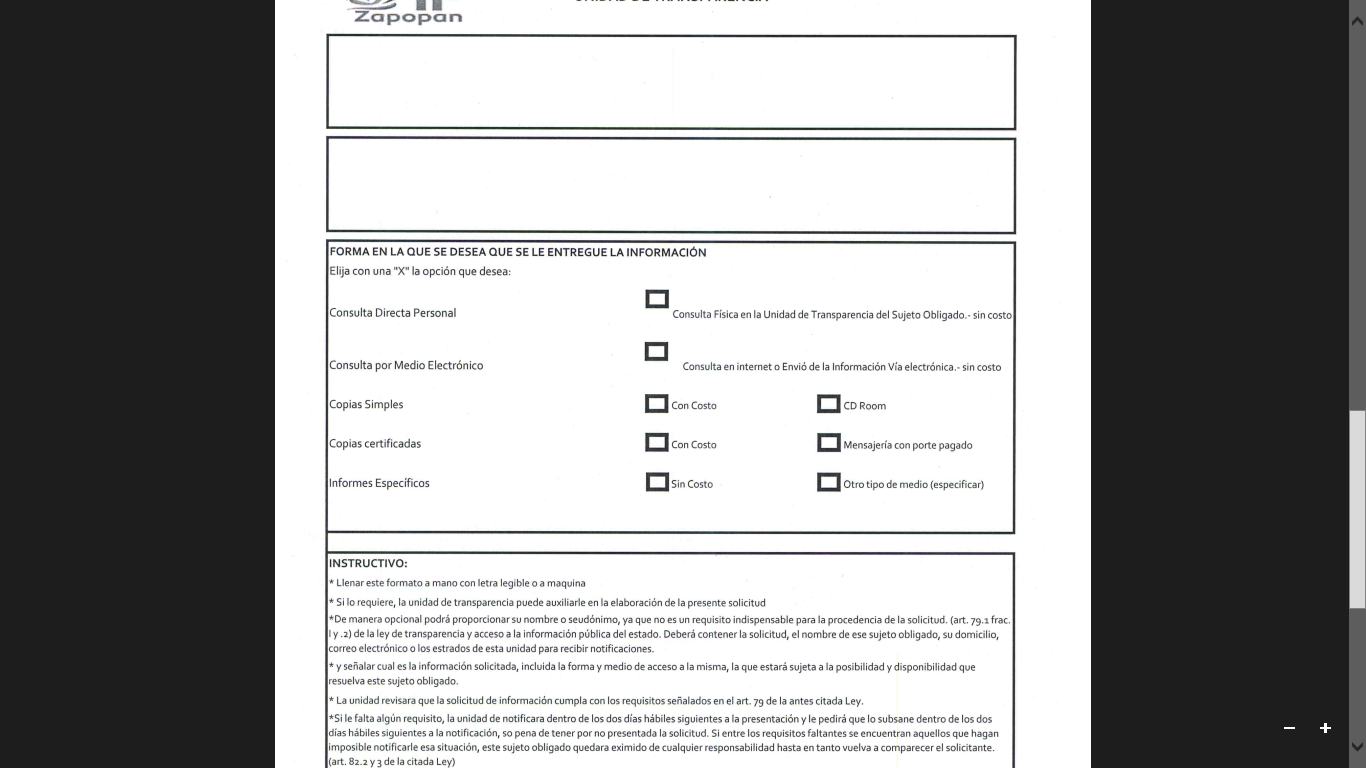 Zapopan
UNIDAD DE TRANSPARENCIA
FORMA EN LA QUE SE DESEA QUE SE LE ENTREGUE LA INFORMACIÓN
Elija con una "X" la opción que desea:
Consulta Directa Personal
Consulta Física en la Unidad de Transparencia del Sujeto Obligado.- sin costo
Consulta por Medio Electrónico
Consulta en internet o Envió de la Información Vía electrónica.- sin costo
Copias Simples Con Costo CD Room
Copias certificadas Con Costo Mensajería con porte pagado
Informes Específicos Sin Costo Otro tipo de medio (especificar)
INSTRUCTIVO:
* Llenar este formato a mano con letra legible o a maquina
* Si lo requiere, la unidad de transparencia puede auxiliarle en la elaboración de la presente solicitud
*De manera opcional podrá proporcionar su nombre o seudónimo, ya que no es un requisito indispensable para la procedencia de la solicitud. (art. 79.1 frac.
I y .2) de la ley de transparencia y acceso a la información pública del estado. Deberá contener la solicitud, el nombre de ese sujeto obligado, su domicilio,
correo electrónico o los estrados de esta unidad para recibir notificaciones.
* y señalar cual es la información solicitada, incluida la forma y medio de acceso a la misma, la que estará sujeta a la posibilidad y disponibilidad que
resuelva este sujeto obligado.
* La unidad revisara que la solicitud de información cumpla con los requisitos señalados en el art. 79 de la antes citada Ley.
*Si le falta algún requisito, la unidad de notificara dentro de los dos días hábiles siguientes a la presentación y le pedirá que lo subsane dentro de los dos
días hábiles siguientes a la notificación, so pena de tener por no presentada la solicitud. Si entre los requisitos faltantes se encuentran aquellos que hagan
imposible notificarle esa situación, este sujeto obligado quedara eximido de cualquier responsabilidad hasta en tanto vuelva a comparecer el solicitante.
(art. 82.2 y 3 de la citada Ley)